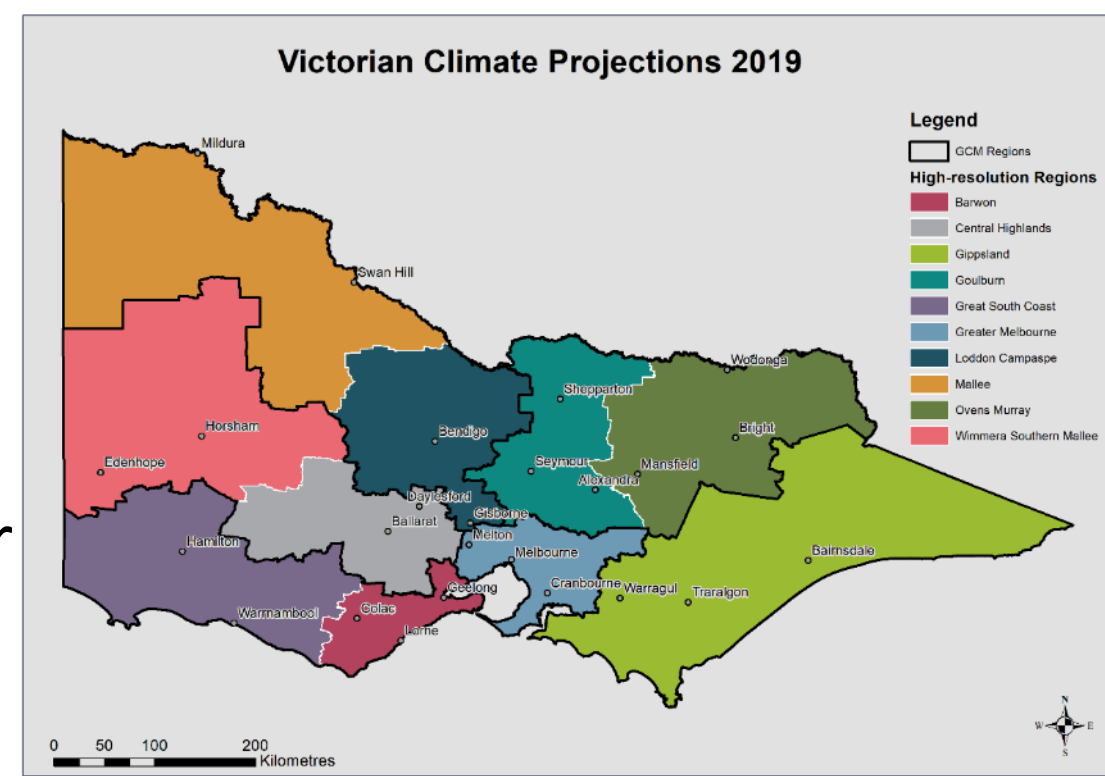 Victorian Climate Projections 2019
Legend
GCM Regions
High-resolution Regions
Barwon
Central Highlands
Gippsland
Goulburn
Great South Coast
Greater Melbourne
Loddon Campaspe
Mallee
Ovens Murray
Wimmera Southern Mallee
Mildura
Swan Hill
Wodonga
Shepparton
Horsham
Bendigo
Bright
Edenhope
Seymour
Mansfield
Alexandra
Daylesford
Gisborne
Ballarat
Melton
Hamilton
Melbourne
Bairnsdale
Geelong
Cranbourne
Warragul
Traralgon
Warrnambool
Colac
Lorne
N
W
E
S
0 50 100 200
Kilometres